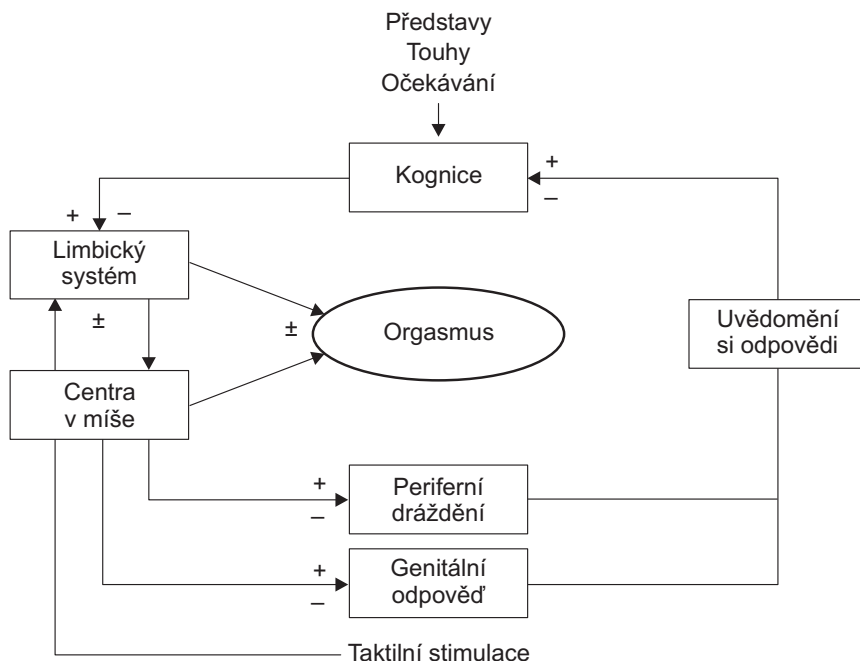 Představy
Touhy
Očekávání
Kognice
+
–
+ –
Limbický
systém
±
±
Orgasmus
Uvědomění
si odpovědi
Centra
v míše
+
–
Periferní
dráždění
+
–
Genitální
odpověď
Taktilní stimulace